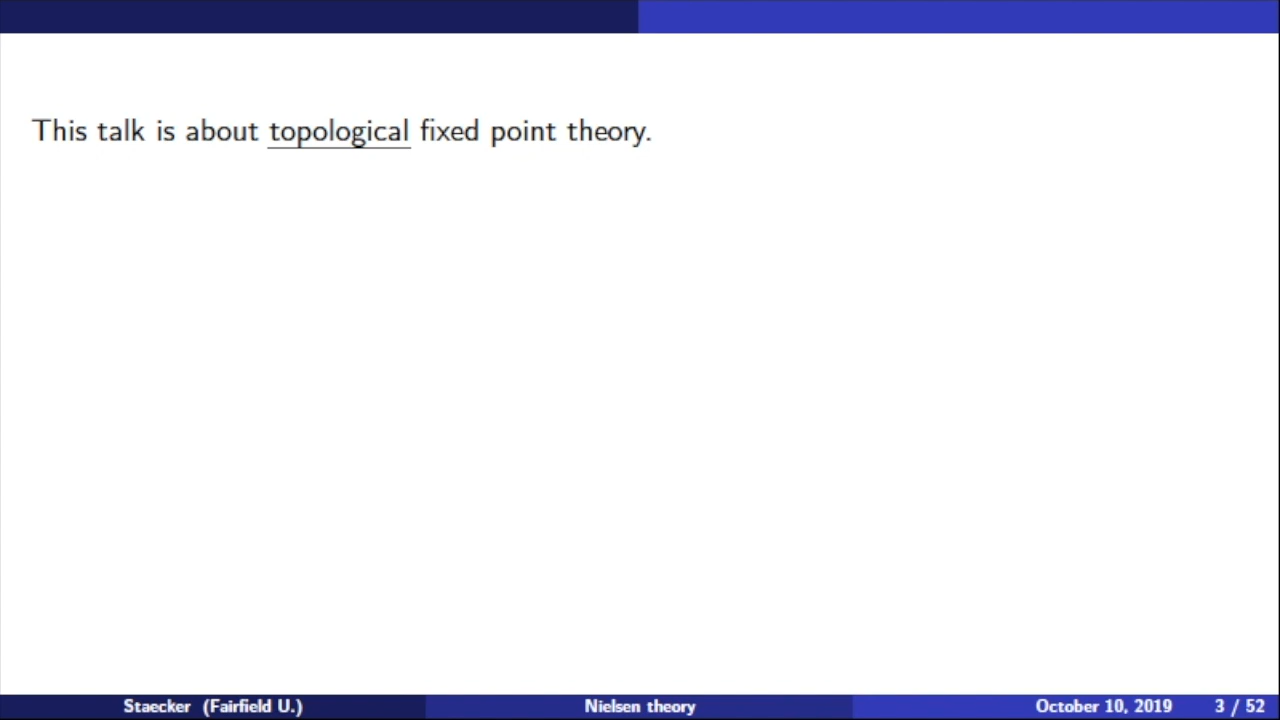 This talk is about topological fixed point theory.
Staecker (Fairfield U.) Nielsen theory October 10, 2019 3 / 52